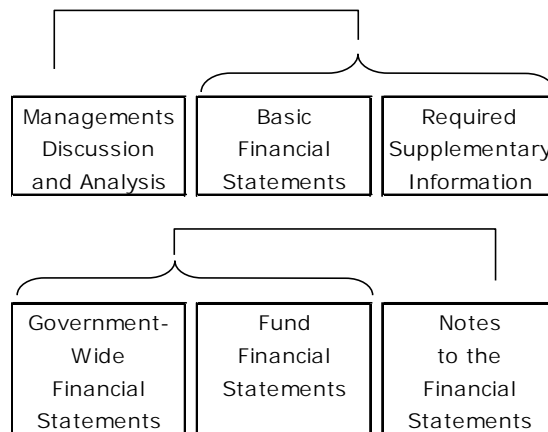 Managements
Discussion
and Analysis
Basic
Financial
Statements
Required
Supplementary
Information
Government-
Wide
Financial
Statements
Fund
Financial
Statements
Notes
to the
Financial
Statements